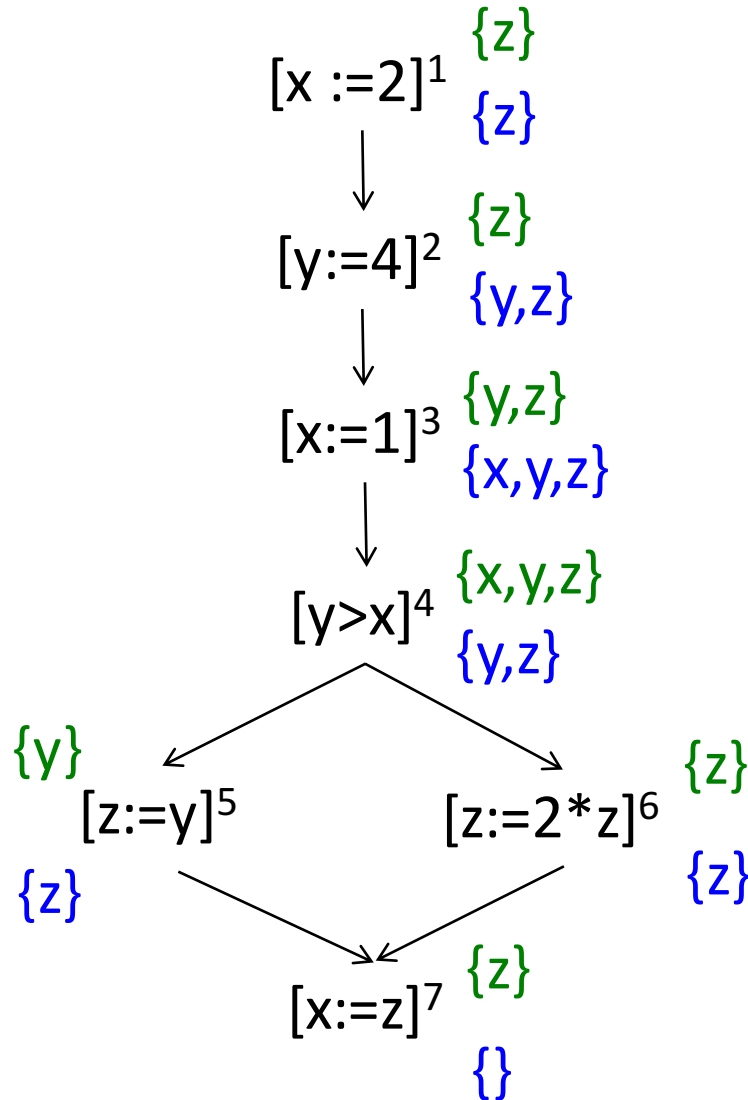 {z}
[x :=2]1
{z}
{z}
[y:=4]2
{y,z}
{y,z}
[x:=1]3
{x,y,z}
{x,y,z}
[y>x]4
{y,z}
{y}
[z:=y]5
{z}
{z}
[z:=2*z]6
{z}
{z}
[x:=z]7
{}